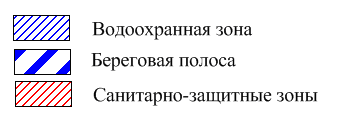 Водоохранная зона
Береговая полоса
Санитарно-защитные зоны